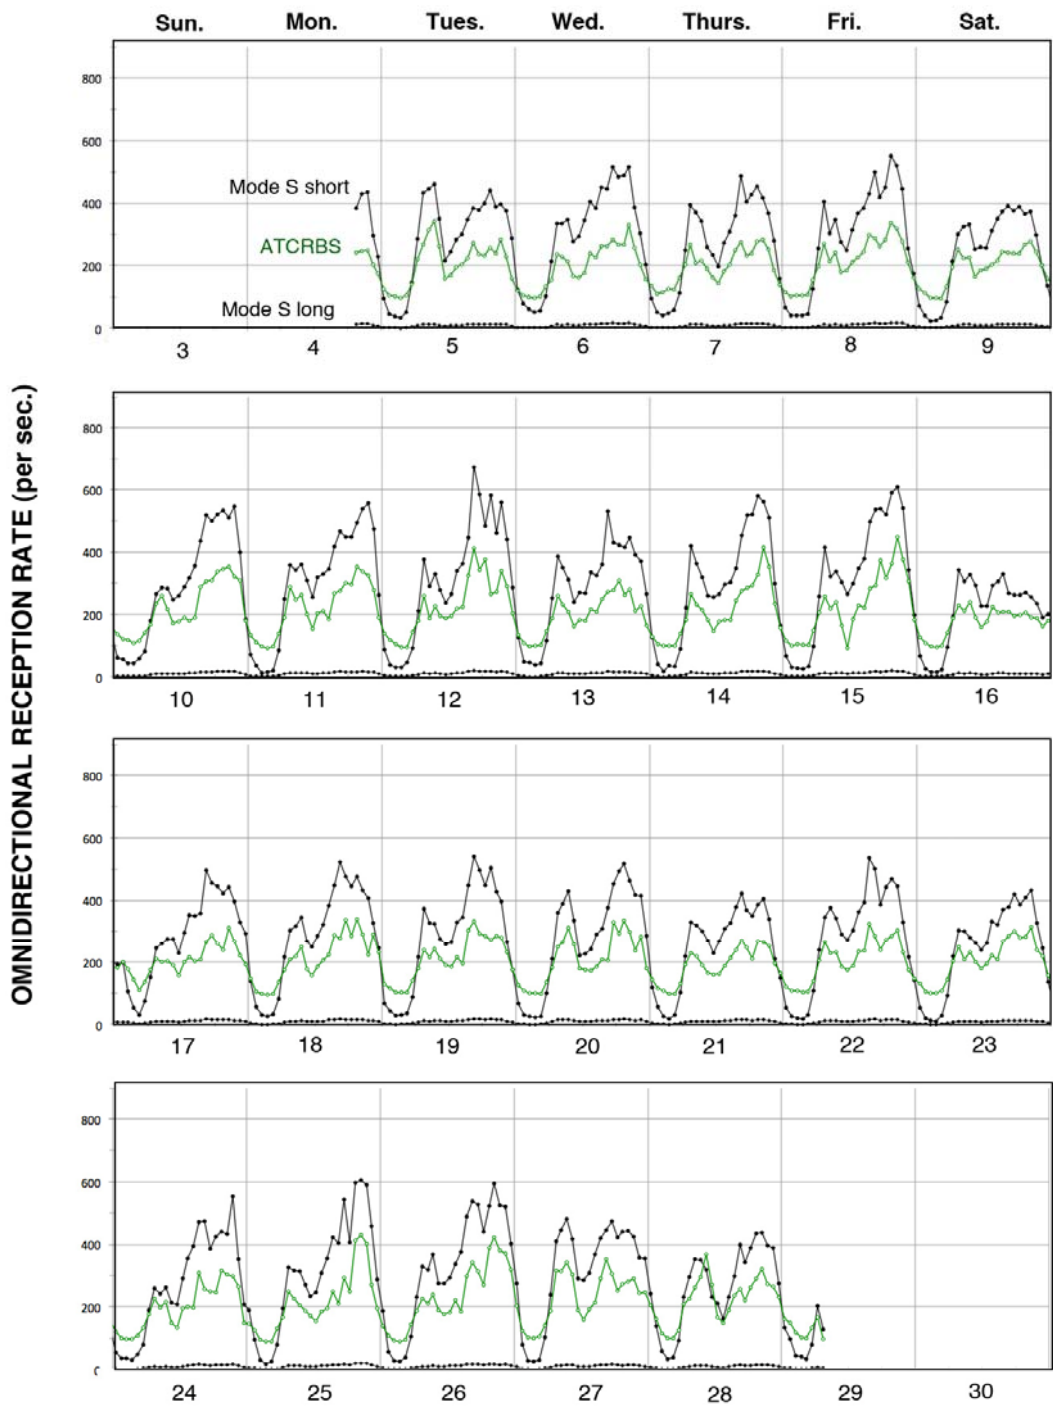 Sun. Mon. Tues. Wed. Thurs. Fri. Sat.
OMNIDIRECTIONAL RECEPTION RATE (per sec.)
800
600
400
200
0
Mode S short
ATCRBS
Mode S long
3 4 5 6 7 8 9
800
600
400
200
0
10 11 12 13 14 15 16
800
600
400
200
0
17 18 19 20 21 22 23
800
600
400
200
0
24 25 26 27 28 29 30